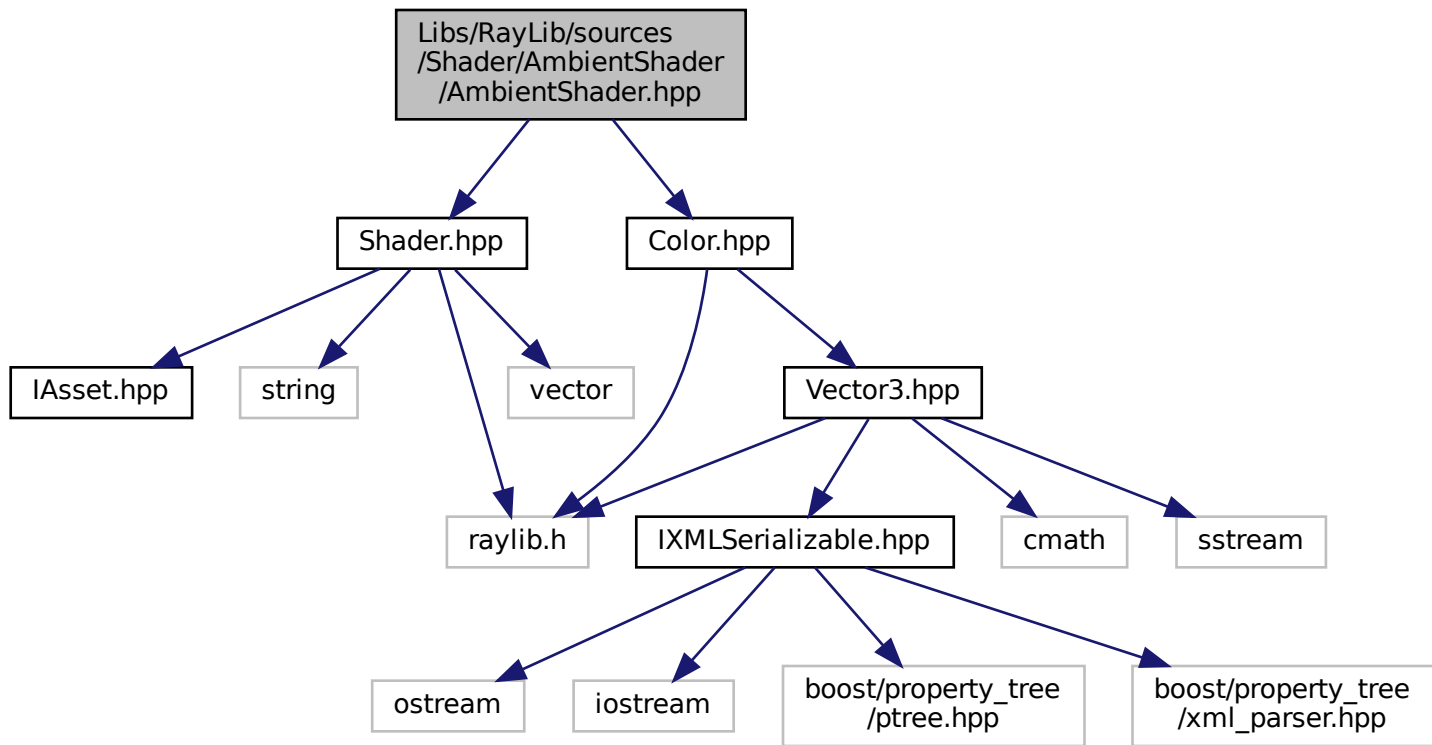 Libs/RayLib/sources
/Shader/AmbientShader
/AmbientShader.hpp
Shader.hpp
Color.hpp
IAsset.hpp
string
vector
Vector3.hpp
raylib.h
IXMLSerializable.hpp
cmath
sstream
ostream
iostream
boost/property_tree
/ptree.hpp
boost/property_tree
/xml_parser.hpp